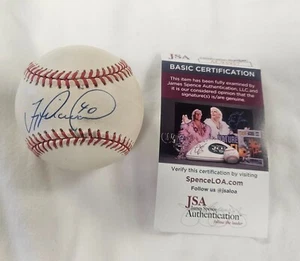 40
JSA
BASIC CERTIFICATION
This item has been fully examined by
James Spence Authentication, LLC and
it is our considered opinion that the
signature(s) is/are genuine.
Verify this certification by visiting
SpenceLOA.com
Follow us @jsaloa
JSA
James Spence
Authentication